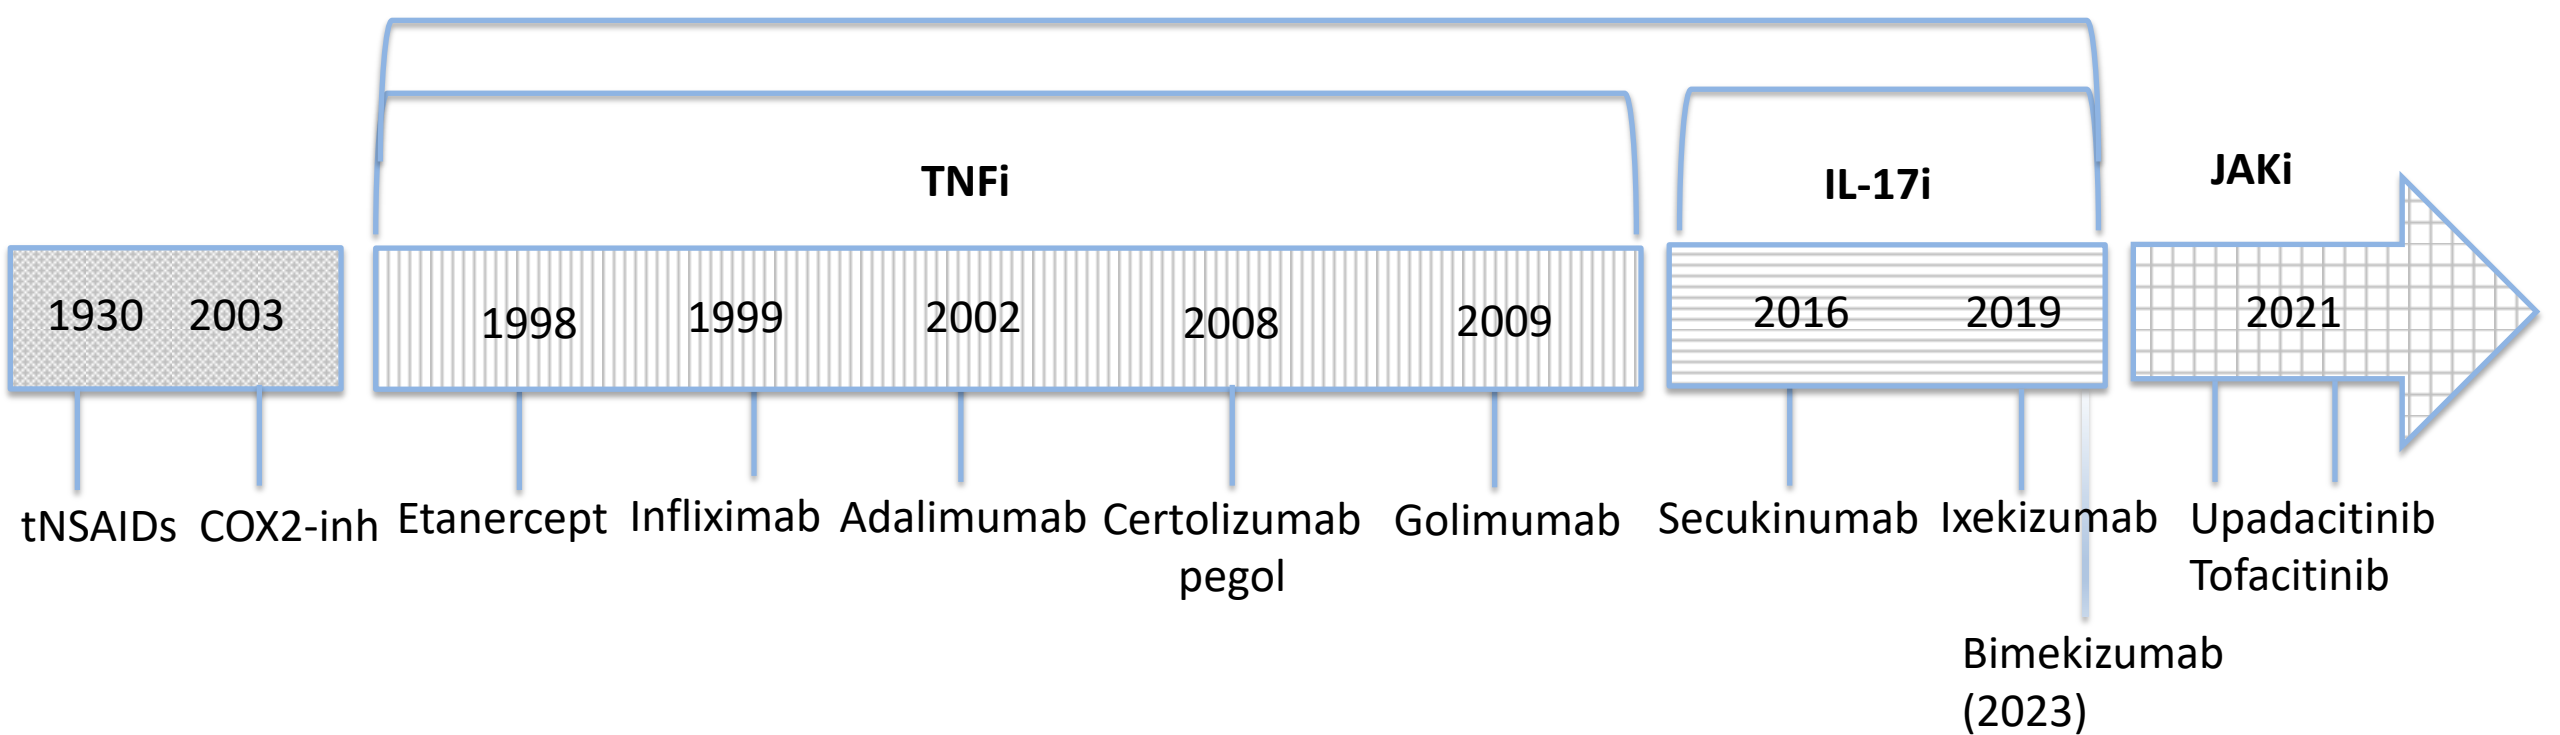 TNFi
IL-17i
JAKi
1930 2003
1998 1999 2002 2008 2009
2016 2019
2021
tNSAIDs COX2-inh Etanercept Infliximab Adalimumab Certolizumab
pegol
Golimumab Secukinumab Ixekizumab Upadacitinib
Tofacitinib
Bimekizumab
(2023)